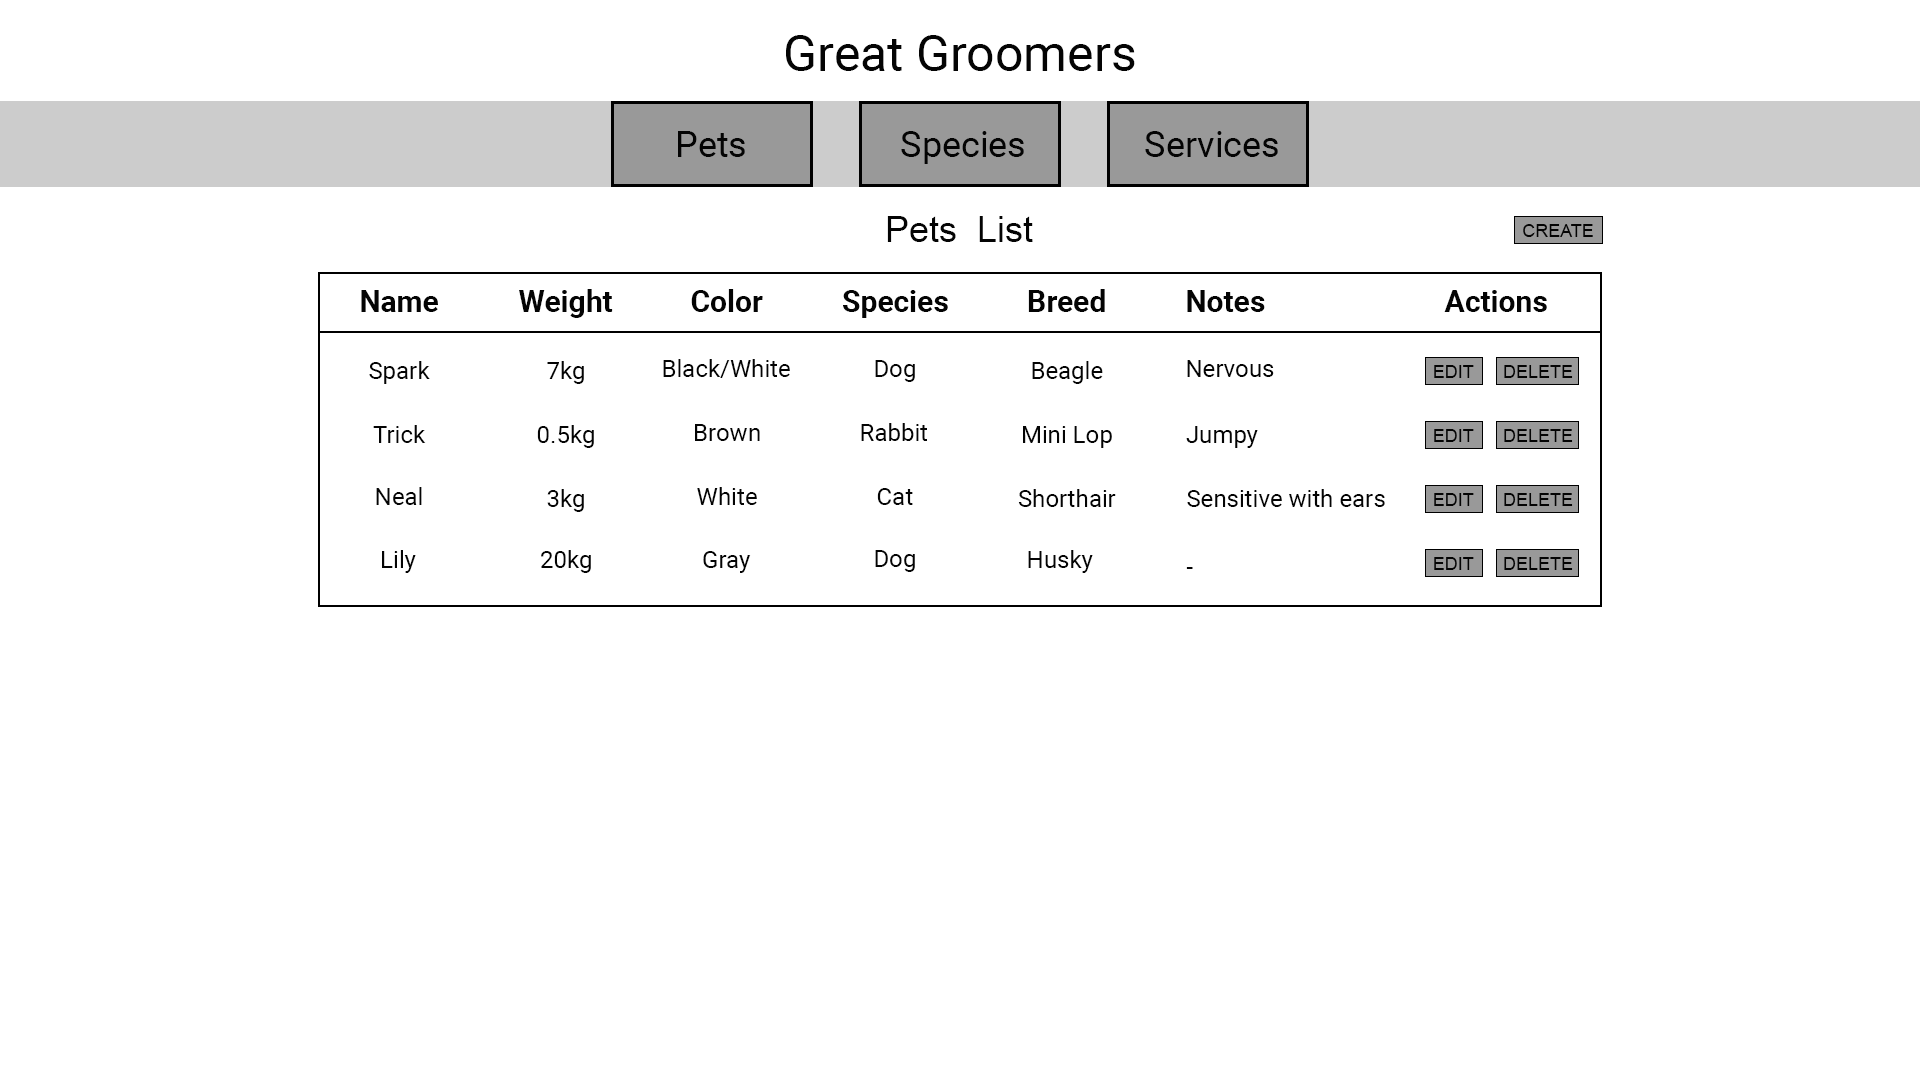 Great Groomers
Pets Species Services
Pets List CREATE
Name Weight Color Species Breed Notes Actions
Spark 7kg Black/White Dog Beagle Nervous EDIT DELETE
Trick 0.5kg Brown Rabbit Mini Lop Jumpy EDIT DELETE
Neal 3kg White Cat Shorthair Sensitive with ears EDIT DELETE
Lily 20kg Gray Dog Husky - EDIT DELETE